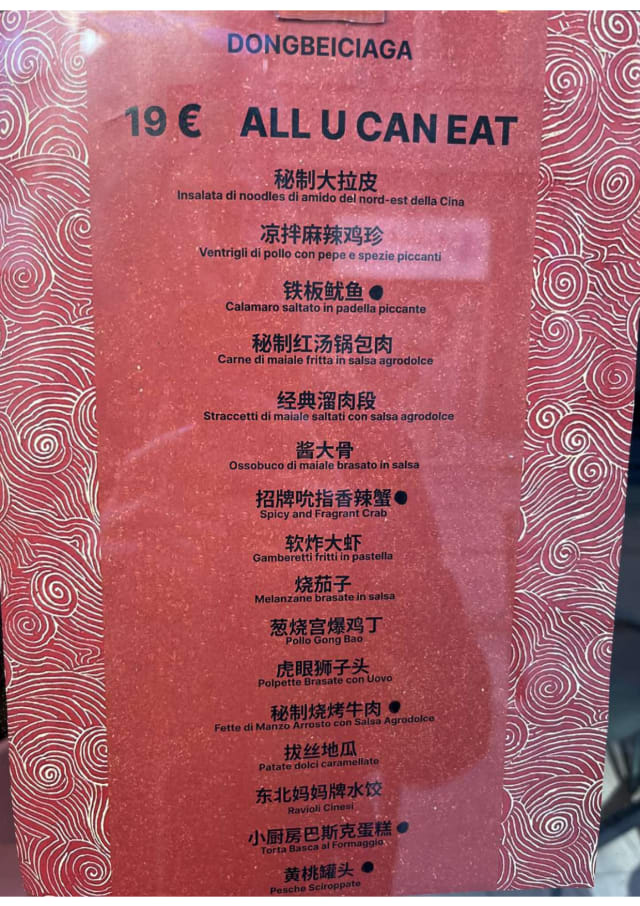 DONGBEICIAGA
19 € ALL U CAN EAT
秘制大拉皮
Insalata di noodles di amido del nord-est della Cina
凉拌麻辣鸡珍
Ventrigli di pollo con pepe e spezie piccanti
铁板鱿鱼
Calamaro saltato in padella piccante
秘制红汤锅包肉
Carne di maiale fritta in salsa agrodolce
经典溜肉段
Straccetti di maiale saltati con salsa agrodolce
酱大骨
Ossobuco di maiale brasato in salsa
招牌吮指香辣蟹
Spicy and Fragrant Crab
软炸大虾
Gamberetti fritti in pastella
烧茄子
Melanzane brasate in salsa
葱烧宫爆鸡丁
Pollo Gong Bao
虎眼狮子头
Polpette Brasate con Uovo
秘制烧烤牛肉
Fette di Manzo Arrosto con Salsa Agrodolce
拔丝地瓜
Patate dolci caramellate
东北妈妈牌水饺
Ravioli Cinesi
小厨房巴斯克蛋糕
Torta Basca al Formaggio
黄桃罐头
Pesche Sciroppate